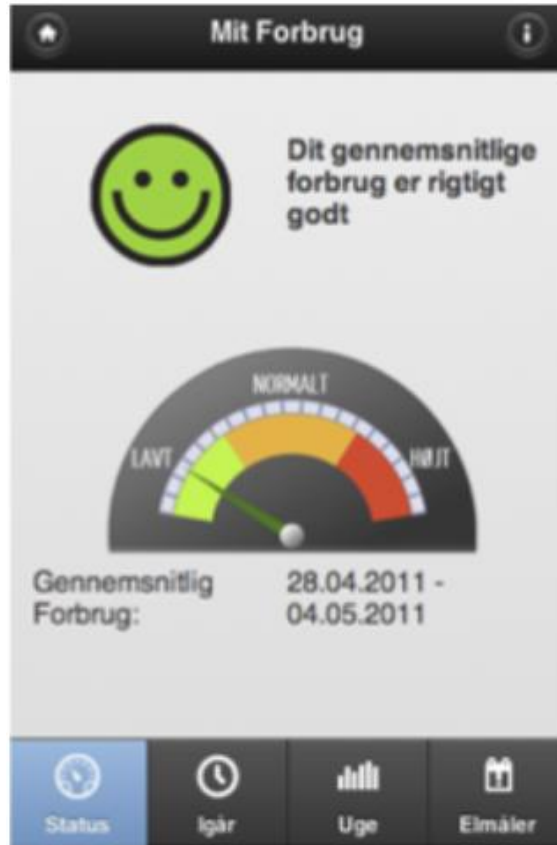 Mit Forbrug
Dit gennemsnitlige
forbrug er rigtigt
godt
NORMALT
LAVT
HØJT
Gennemsnitlig
Forbrug:
28.04.2011 -
04.05.2011
Status
Igår
Uge
Elmåler